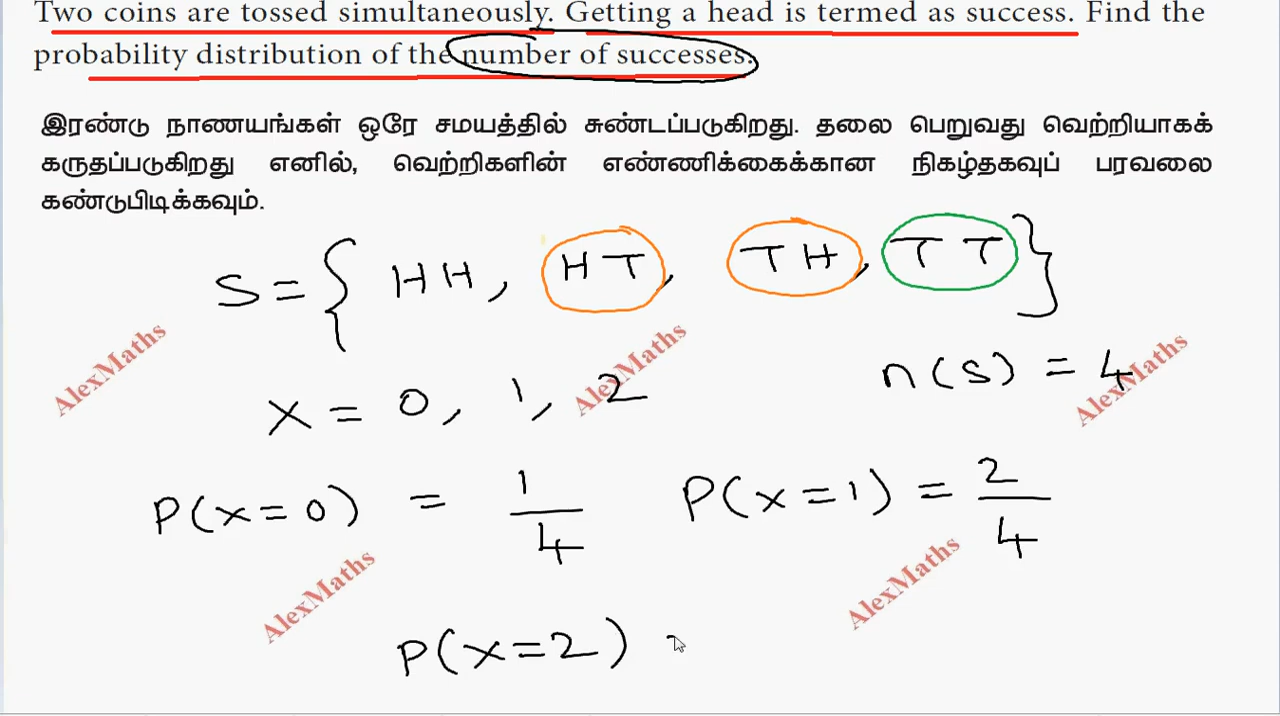 Two coins are tossed simultaneously. Getting a head is termed as success. Find the
probability distribution of the number of successes.
இரண்டு நாணயங்கள் ஒரே சமயத்தில் சுண்டப்படுகிறது. தலை பெறுவது வெற்றியாகக்
கருதப்படுகிறது எனில், வெற்றிகளின் எண்ணிக்கைக்கான நிகழ்தகவுப் பரவலை
கண்டுபிடிக்கவும்.
S = { HH, HT, TH, TT }
AlexMaths AlexMaths AlexMaths
n(s) = 4
x = 0, 1, 2
P(x=0) = 1/4 P(x=1) = 2/4
AlexMaths AlexMaths
P(x=2)